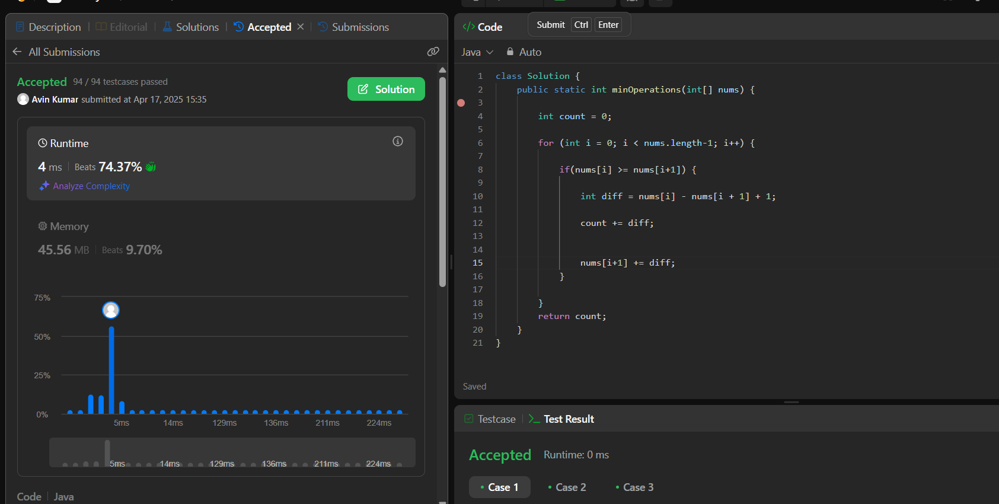 Description | Editorial | Solutions | Accepted × | Submissions
← All Submissions
Accepted 94 / 94 testcases passed
Avin Kumar submitted at Apr 17, 2025 15:35
Solution
Runtime
4 ms | Beats 74.37%
Analyze Complexity
Memory
45.56 MB | Beats 9.70%
75%
50%
25%
0%
5ms 14ms 129ms 136ms 211ms 224ms
5ms 14ms 129ms 136ms 211ms 224ms
Code | Java
</> Code
Submit Ctrl Enter
Java Auto
1 class Solution {
2     public static int minOperations(int[] nums) {
3
4         int count = 0;
5
6         for (int i = 0; i < nums.length-1; i++) {
7
8             if(nums[i] >= nums[i+1]) {
9
10                 int diff = nums[i] - nums[i + 1] + 1;
11
12                 count += diff;
13
14
15                 nums[i+1] += diff;
16             }
17
18         }
19         return count;
20     }
21 }
Saved
Testcase | >_ Test Result
Accepted Runtime: 0 ms
• Case 1 • Case 2 • Case 3